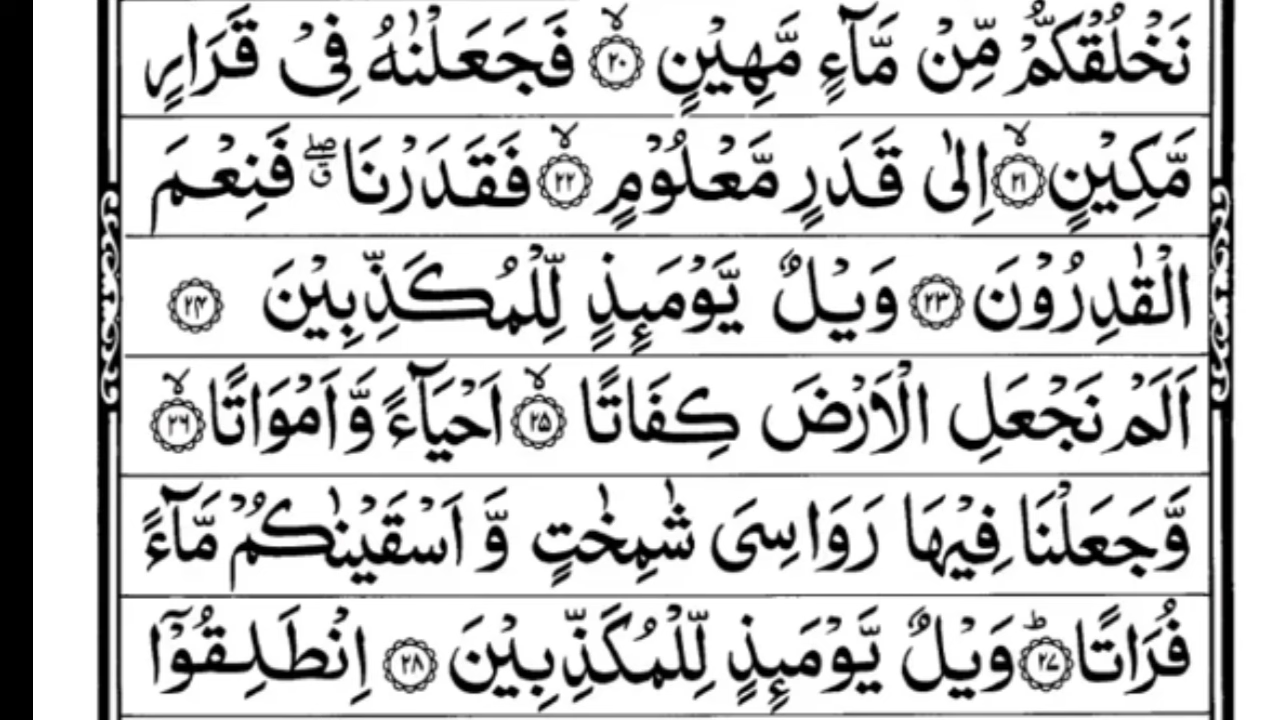 نَخْلُقْكُّمْ مِّنْ مَّآءٍ مَّهِيْنٍ ۙ‏﴿۲۰﴾ فَجَعَلْنٰهُ فِىْ قَرَارٍ
مَّكِيْنٍ ۙ‏﴿۲۱﴾ اِلٰى قَدَرٍ مَّعْلُوْمٍ ۙ‏﴿۲۲﴾ فَقَدَرْنَا ۖ ق فَنِعْمَ
الْقٰدِرُوْنَ ﴿۲۳﴾ وَيْلٌ يَّوْمَئِذٍ لِّلْمُكَذِّبِيْنَ ﴿۲۴﴾
اَلَمْ نَجْعَلِ الْاَرْضَ كِفَاتًا ۙ‏﴿۲۵﴾ اَحْيَآءً وَّاَمْوَاتًا ۙ‏﴿۲۶﴾
وَّجَعَلْنَا فِيْهَا رَوَاسِىَ شٰمِخٰتٍ وَّاَسْقَيْنٰكُمْ مَّآءً
فُرَاتًا ؕ‏﴿۲۷﴾ وَيْلٌ يَّوْمَئِذٍ لِّلْمُكَذِّبِيْنَ ﴿۲۸﴾ اِنْطَلِقُوْۤا